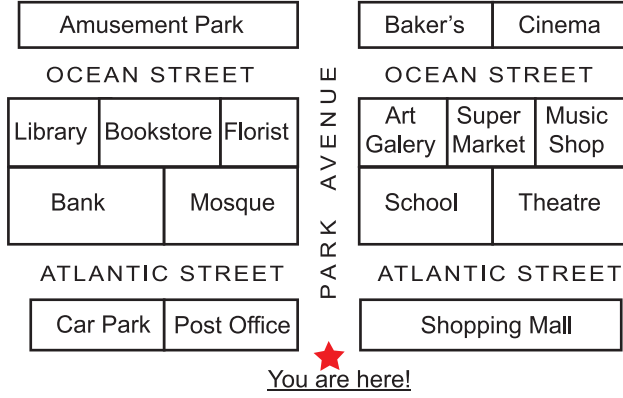 Amusement Park
Baker's
Cinema
OCEAN STREET
OCEAN STREET
PARK AVENUE
Library
Bookstore
Florist
Art
Galery
Super
Market
Music
Shop
Bank
Mosque
School
Theatre
ATLANTIC STREET
ATLANTIC STREET
Car Park
Post Office
Shopping Mall
You are here!